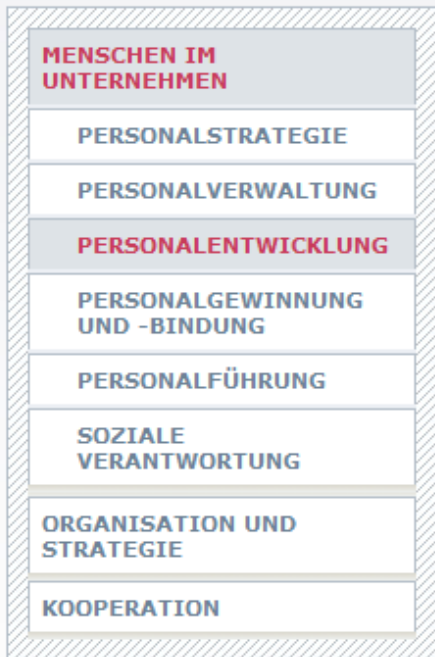 MENSCHEN IM
UNTERNEHMEN
PERSONALSTRATEGIE
PERSONALVERWALTUNG
PERSONALENTWICKLUNG
PERSONALGEWINNUNG
UND -BINDUNG
PERSONALFÜHRUNG
SOZIALE
VERANTWORTUNG
ORGANISATION UND
STRATEGIE
KOOPERATION